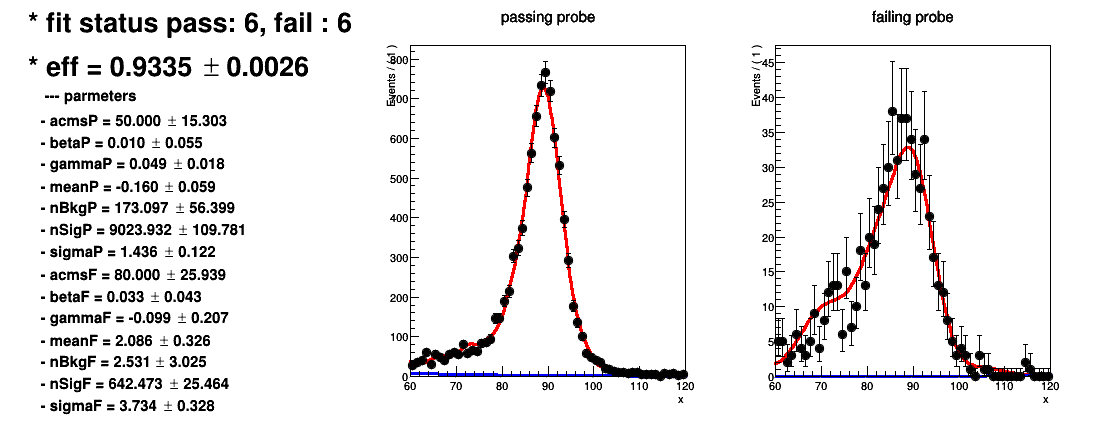 * fit status pass: 6, fail : 6
* eff = 0.9335 ± 0.0026
--- parmeters
- acmsP = 50.000 ± 15.303
- betaP = 0.010 ± 0.055
- gammaP = 0.049 ± 0.018
- meanP = -0.160 ± 0.059
- nBkgP = 173.097 ± 56.399
- nSigP = 9023.932 ± 109.781
- sigmaP = 1.436 ± 0.122
- acmsF = 80.000 ± 25.939
- betaF = 0.033 ± 0.043
- gammaF = -0.099 ± 0.207
- meanF = 2.086 ± 0.326
- nBkgF = 2.531 ± 3.025
- nSigF = 642.473 ± 25.464
- sigmaF = 3.734 ± 0.328
passing probe
Events / ( 1 )
800
700
600
500
400
300
200
100
0
60 70 80 90 100 110 120
x
failing probe
Events / ( 1 )
45
40
35
30
25
20
15
10
5
0
60 70 80 90 100 110 120
x